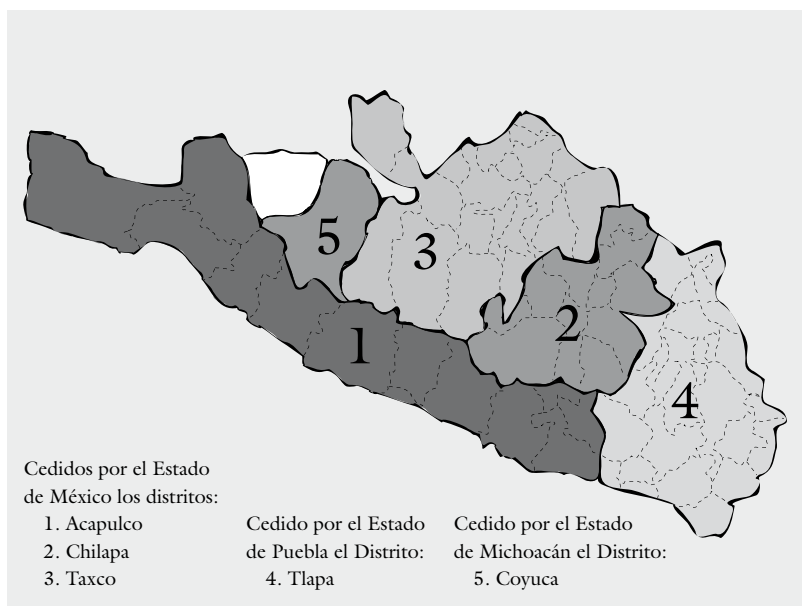 5
3
2
1
4
Cedidos por el Estado
de México los distritos:
1. Acapulco
2. Chilapa
3. Taxco
Cedido por el Estado
de Puebla el Distrito:
4. Tlapa
Cedido por el Estado
de Michoacán el Distrito:
5. Coyuca